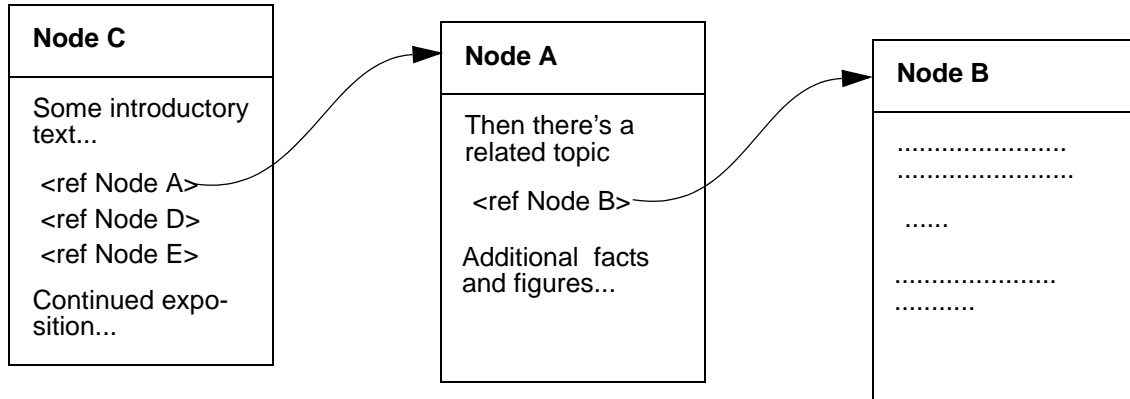 Node C
Some introductory
text...
<ref Node A>
<ref Node D>
<ref Node E>
Continued expo-
sition...
Node A
Then there's a
related topic
<ref Node B>
Additional facts
and figures...
Node B
.......................
........................
......
......................
...........